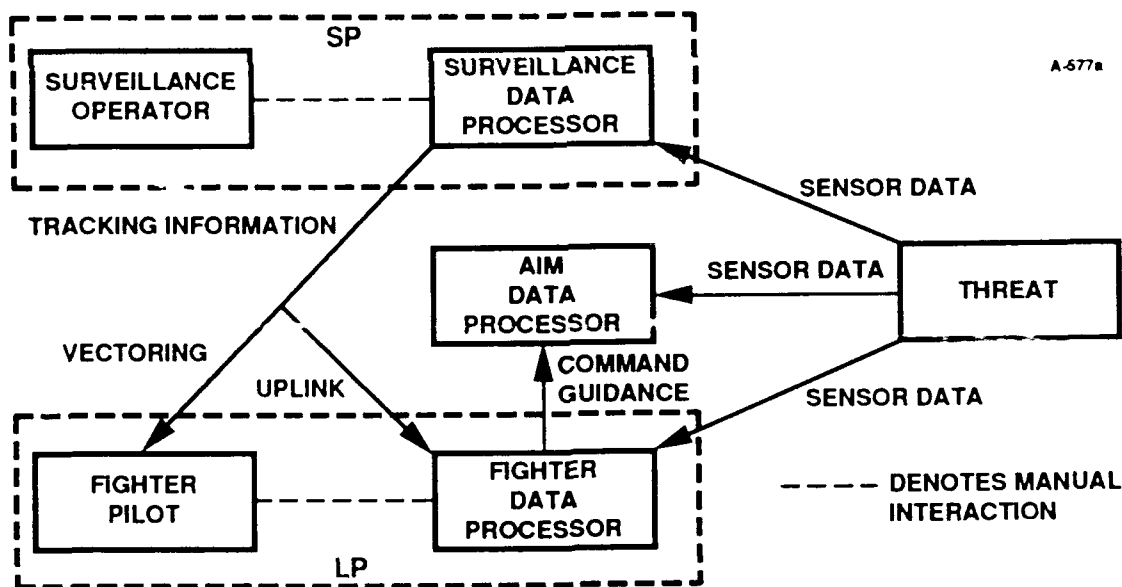 SP
SURVEILLANCE
OPERATOR
SURVEILLANCE
DATA
PROCESSOR
A-577a
SENSOR DATA
TRACKING INFORMATION
AIM
DATA
PROCESSOR
SENSOR DATA
THREAT
VECTORING
UPLINK
COMMAND
GUIDANCE
SENSOR DATA
FIGHTER
PILOT
FIGHTER
DATA
PROCESSOR
DENOTES MANUAL
INTERACTION
LP